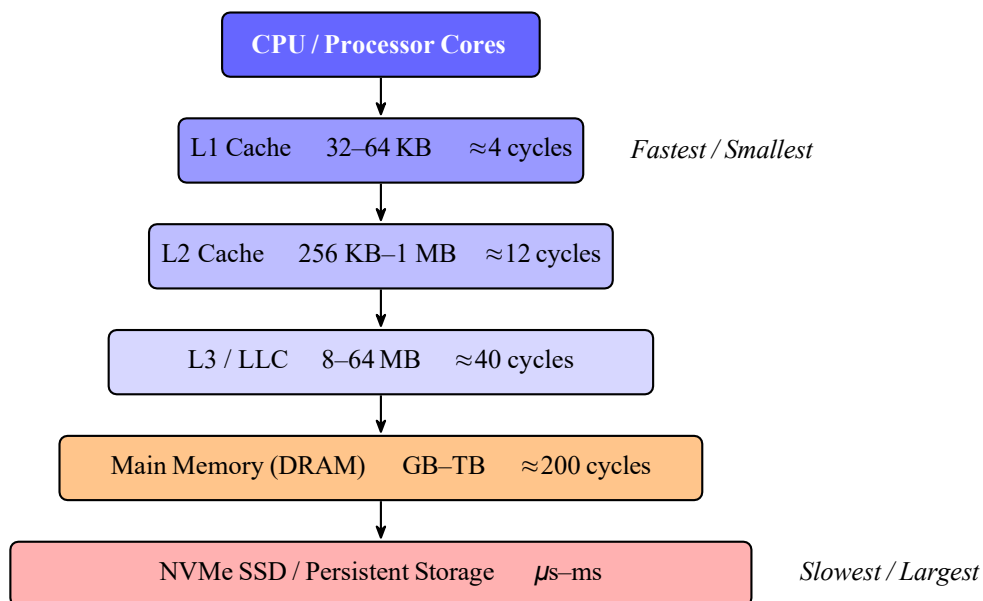 CPU / Processor Cores
L1 Cache 32–64 KB ≈4 cycles
Fastest / Smallest
L2 Cache 256 KB–1 MB ≈12 cycles
L3 / LLC 8–64 MB ≈40 cycles
Main Memory (DRAM) GB–TB ≈200 cycles
NVMe SSD / Persistent Storage μs–ms
Slowest / Largest